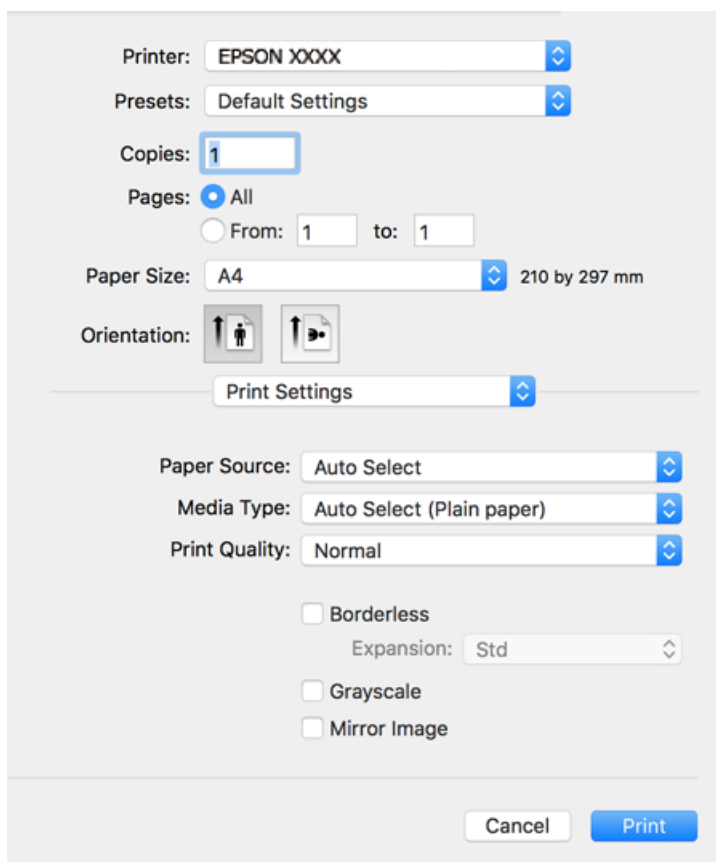 Printer: EPSON XXXX
Presets: Default Settings
Copies: 1
Pages: All
From: 1 to: 1
Paper Size: A4 210 by 297 mm
Orientation:
Print Settings
Paper Source: Auto Select
Media Type: Auto Select (Plain paper)
Print Quality: Normal
Borderless
Expansion: Std
Grayscale
Mirror Image
Cancel Print